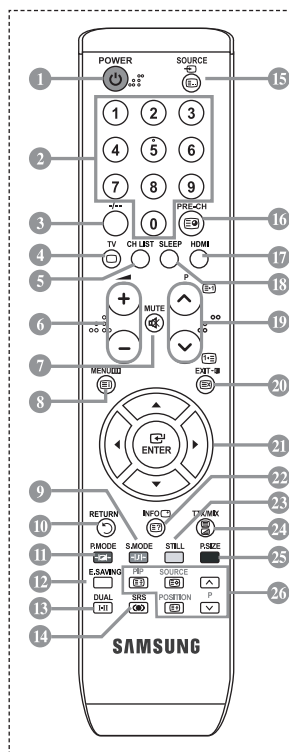 POWER SOURCE
1 15
1 2 3
2
4 5 6
7 8 9
-/-- PRE-CH
3 0 16
TV CH LIST SLEEP HDMI
4 17
5 18
P
+
6 MUTE 19
7
−
MENU EXIT
8 20
ENTER
21
22
9 23
RETURN INFO TTX/MIX
10 24
P.MODE S.MODE STILL P.SIZE
11 25
E.SAVING PIP SOURCE
12 26
DUAL SRS POSITION P
13 I-II
14
SAMSUNG